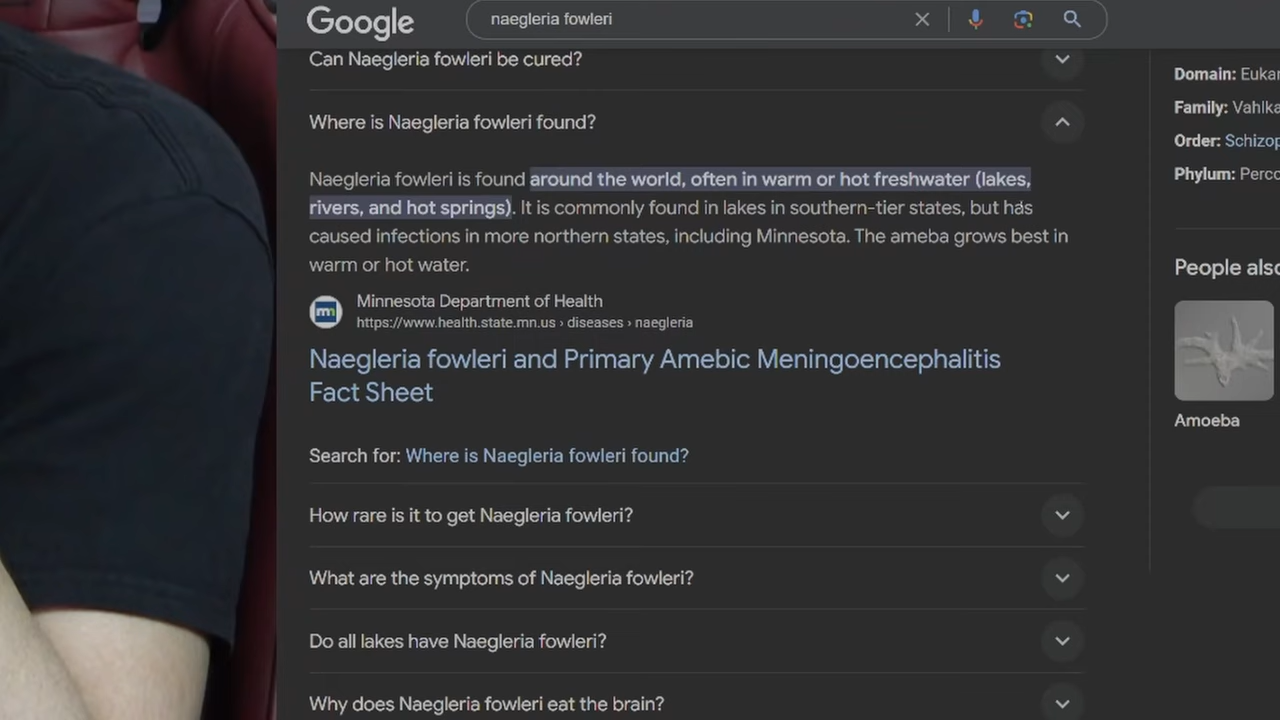 Google
naegleria fowleri
Can Naegleria fowleri be cured?
Where is Naegleria fowleri found?
Naegleria fowleri is found around the world, often in warm or hot freshwater (lakes,
rivers, and hot springs). It is commonly found in lakes in southern-tier states, but has
caused infections in more northern states, including Minnesota. The ameba grows best in
warm or hot water.
mn
Minnesota Department of Health
https://www.health.state.mn.us › diseases › naegleria
Naegleria fowleri and Primary Amebic Meningoencephalitis
Fact Sheet
Search for: Where is Naegleria fowleri found?
How rare is it to get Naegleria fowleri?
What are the symptoms of Naegleria fowleri?
Do all lakes have Naegleria fowleri?
Why does Naegleria fowleri eat the brain?
Domain: Eukar
Family: Vahlka
Order: Schizop
Phylum: Perco
People also
Amoeba